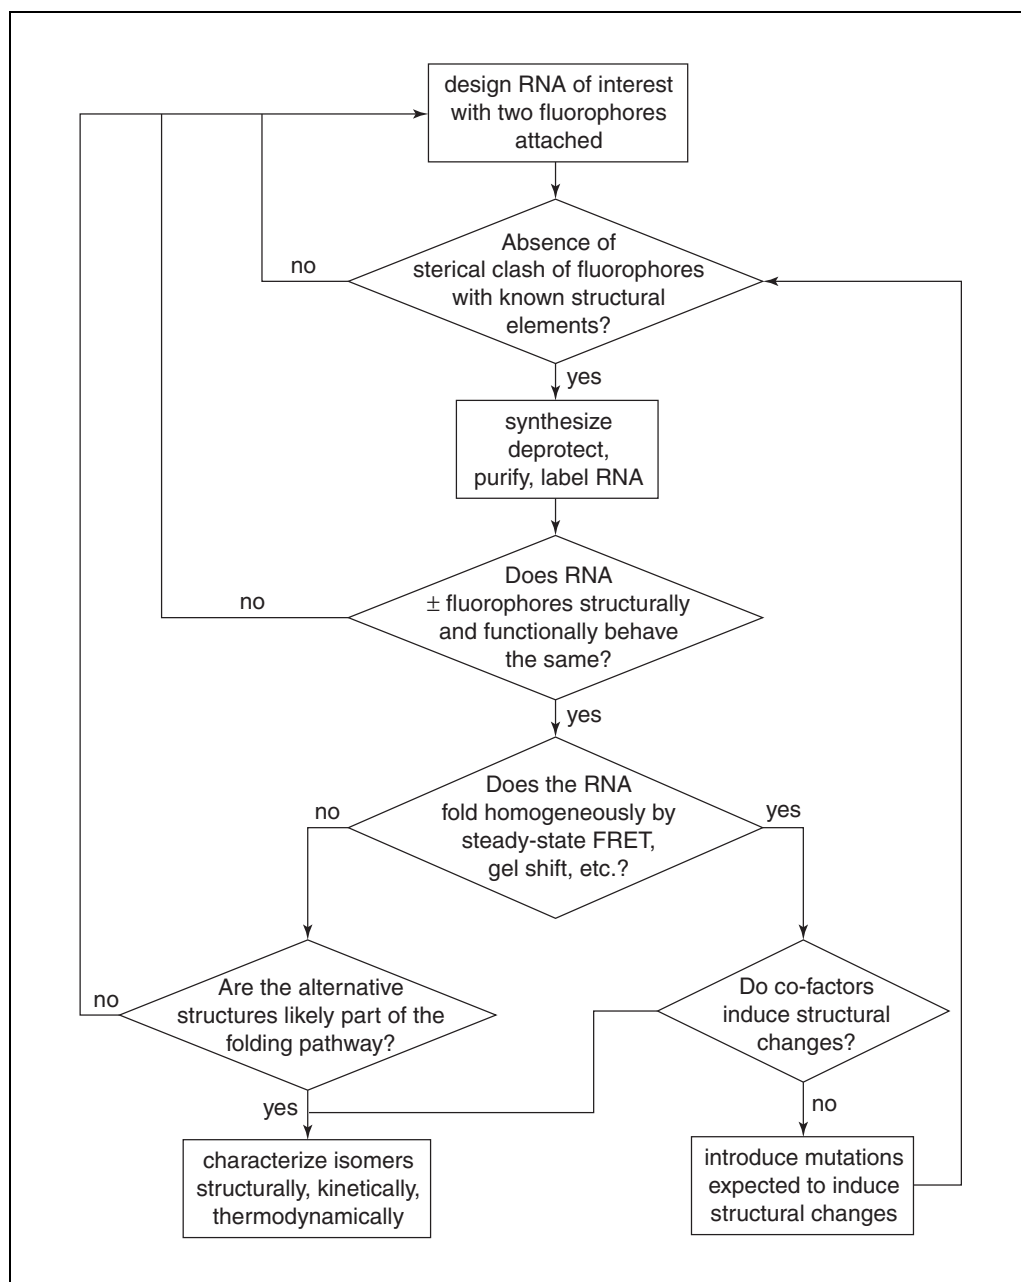 design RNA of interest
with two fluorophores
attached
Absence of
sterical clash of fluorophores
with known structural
elements?
no
yes
synthesize
deprotect,
purify, label RNA
Does RNA
± fluorophores structurally
and functionally behave
the same?
no
yes
Does the RNA
fold homogeneously by
steady-state FRET,
gel shift, etc.?
no
yes
Are the alternative
structures likely part of the
folding pathway?
no
Do co-factors
induce structural
changes?
yes
no
characterize isomers
structurally, kinetically,
thermodynamically
introduce mutations
expected to induce
structural changes